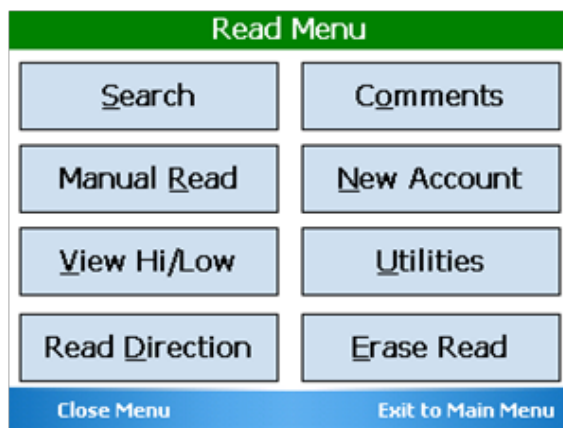 Read Menu
Search
Comments
Manual Read
New Account
View Hi/Low
Utilities
Read Direction
Erase Read
Close Menu
Exit to Main Menu